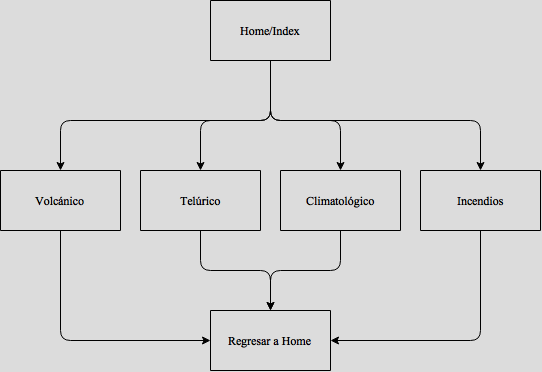 Home/Index
Volcánico
Telúrico
Climatológico
Incendios
Regresar a Home